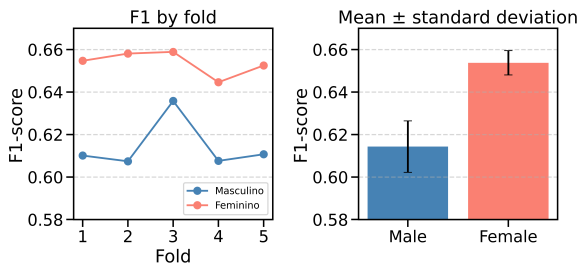 F1 by fold
F1-score
0.66
0.64
0.62
0.60
0.58
1 2 3 4 5
Fold
Masculino
Feminino
Mean ± standard deviation
F1-score
0.66
0.64
0.62
0.60
0.58
Male Female